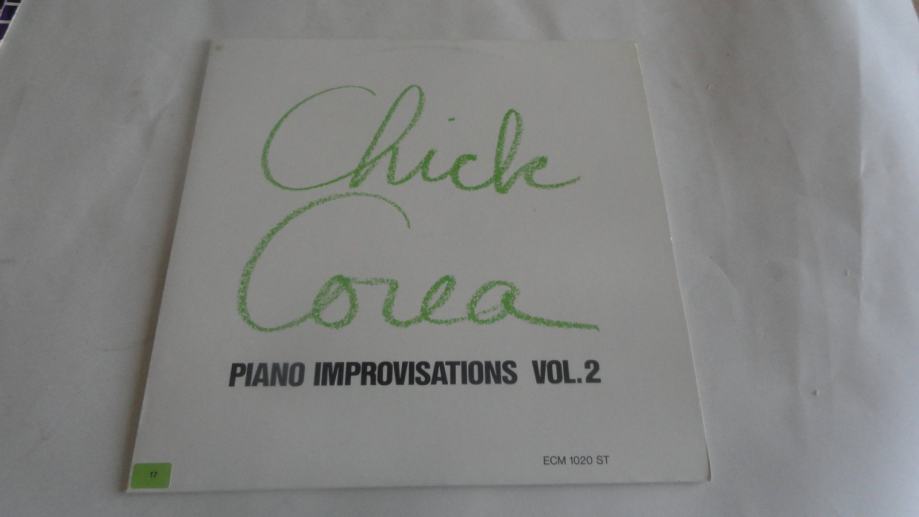 Chick
Corea
PIANO IMPROVISATIONS VOL.2
ECM 1020 ST
17